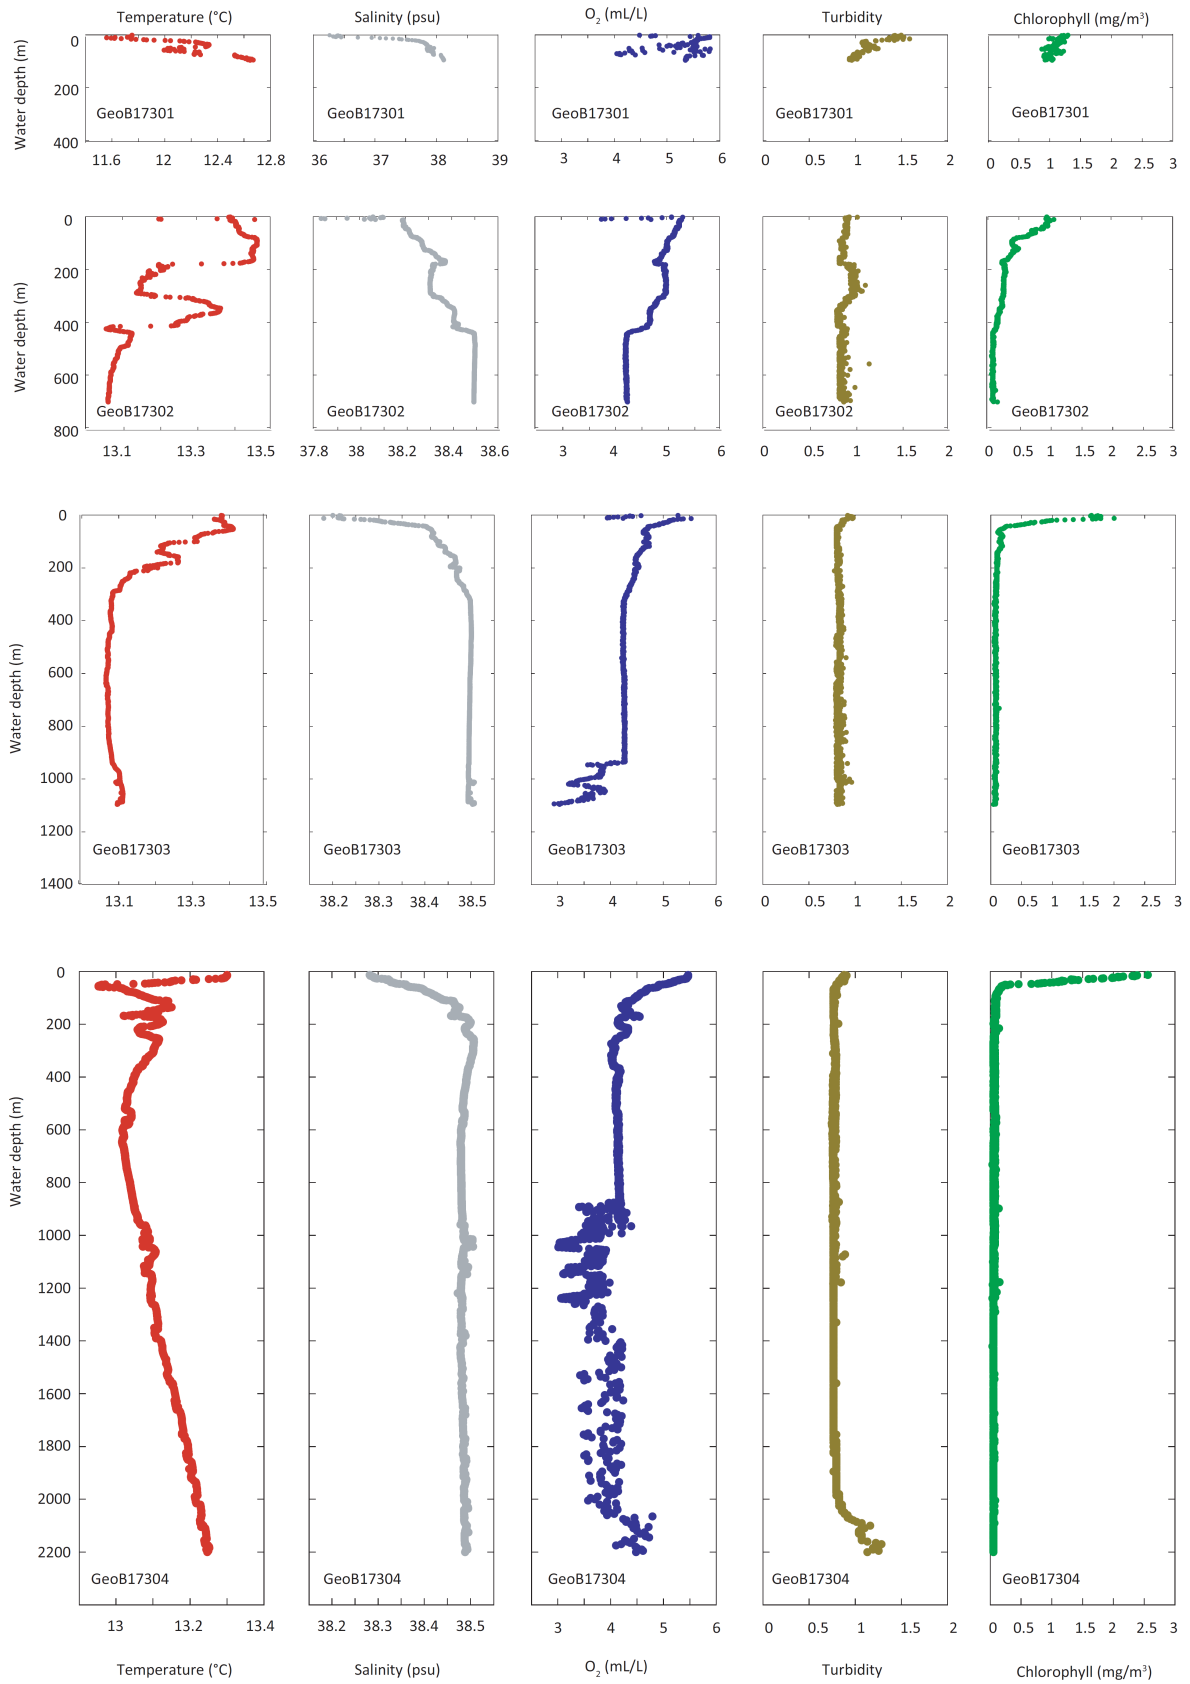 Temperature (°C) Salinity (psu) O2 (mL/L) Turbidity Chlorophyll (mg/m³)
Water depth (m)
0
200
400
GeoB17301 GeoB17301 GeoB17301 GeoB17301 GeoB17301
11.6 12 12.4 12.8 36 37 38 39 3 4 5 6 0 0.5 1 1.5 2 0 0.5 1 1.5 2 2.5 3
Water depth (m)
0
200
400
600
800
GeoB17302 GeoB17302 GeoB17302 GeoB17302 GeoB17302
13.1 13.3 13.5 37.8 38 38.2 38.4 38.6 3 4 5 6 0 0.5 1 1.5 2 0 0.5 1 1.5 2 2.5 3
Water depth (m)
0
200
400
600
800
1000
1200
1400
GeoB17303 GeoB17303 GeoB17303 GeoB17303 GeoB17303
13.1 13.3 13.5 38.2 38.3 38.4 38.5 3 4 5 6 0 0.5 1 1.5 2 0 0.5 1 1.5 2 2.5 3
Water depth (m)
0
200
400
600
800
1000
1200
1400
1600
1800
2000
2200
GeoB17304 GeoB17304 GeoB17304 GeoB17304 GeoB17304
13 13.2 13.4 38.2 38.3 38.4 38.5 3 4 5 6 0 0.5 1 1.5 2 0 0.5 1 1.5 2 2.5 3
Temperature (°C) Salinity (psu) O2 (mL/L) Turbidity Chlorophyll (mg/m³)